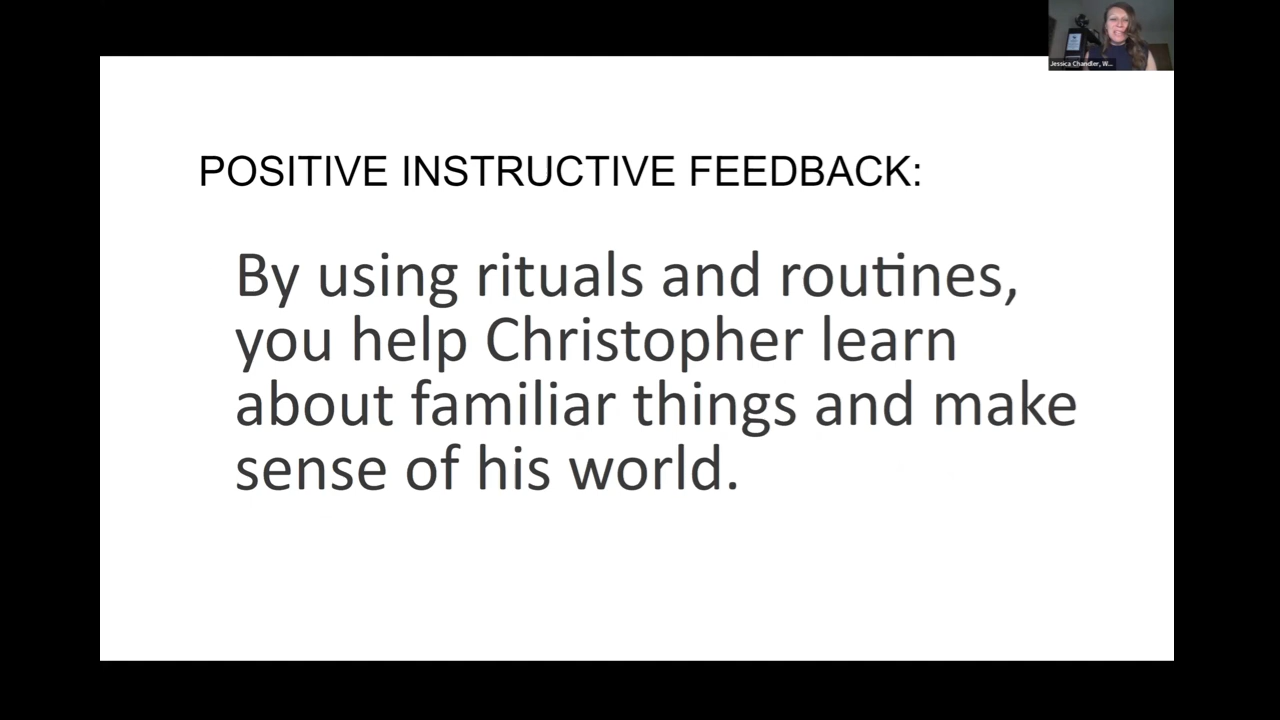 Jessica Chandler, W...
POSITIVE INSTRUCTIVE FEEDBACK:
By using rituals and routines,
you help Christopher learn
about familiar things and make
sense of his world.